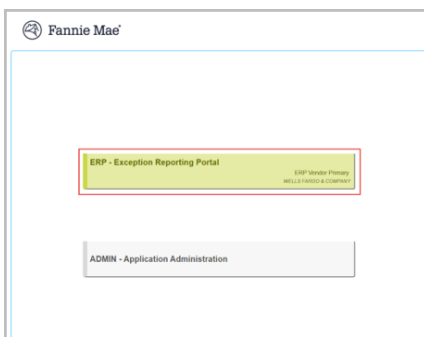 Fannie Mae®
ERP - Exception Reporting Portal
ERP Vendor Primary
WELLS FARGO & COMPANY
ADMIN - Application Administration